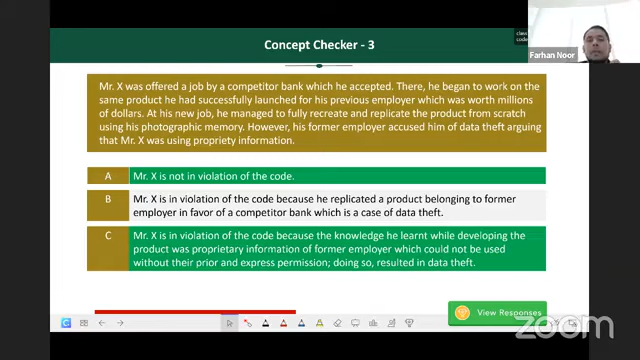 Concept Checker - 3
class
code
Farhan Noor
Mr. X was offered a job by a competitor bank which he accepted. There, he began to work on the
same product he had successfully launched for his previous employer which was worth millions
of dollars. At his new job, he managed to fully recreate and replicate the product from scratch
using his photographic memory. However, his former employer accused him of data theft arguing
that Mr. X was using propriety information.
A
Mr. X is not in violation of the code.
B
Mr. X is in violation of the code because he replicated a product belonging to former
employer in favor of a competitor bank which is a case of data theft.
C
Mr. X is in violation of the code because the knowledge he learnt while developing the
product was proprietary information of former employer which could not be used
without their prior and express permission; doing so, resulted in data theft.
View Responses
zoom